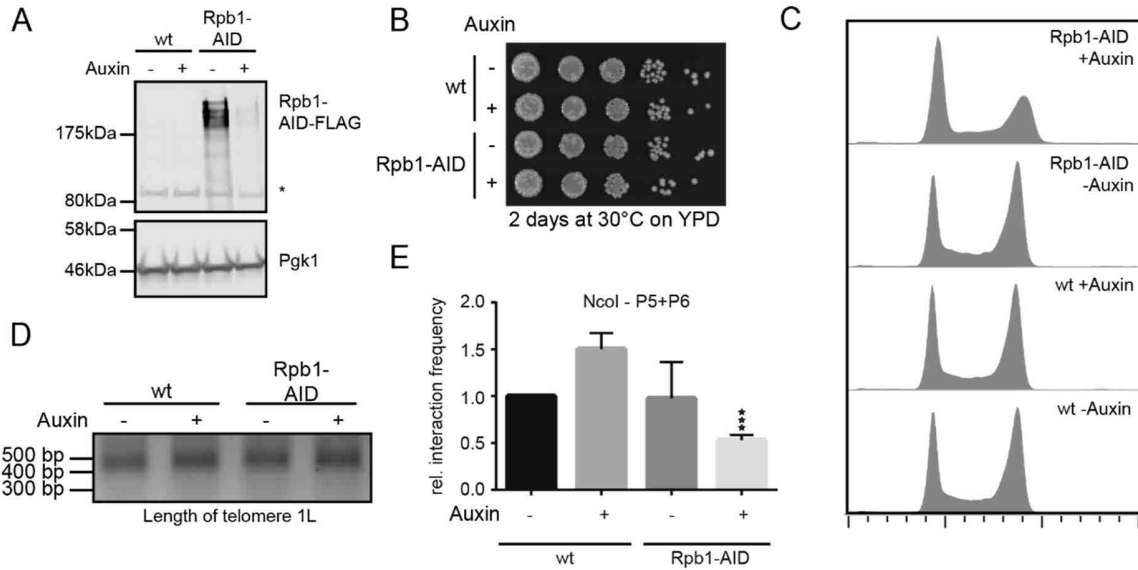 A
Rpb1-
wt AID
Auxin - + - +
Rpb1-
AID-FLAG
175kDa
*
80kDa
58kDa
46kDa
Pgk1
B
Auxin
wt
-
+
Rpb1-AID
-
+
2 days at 30°C on YPD
C
Rpb1-AID
+Auxin
Rpb1-AID
-Auxin
wt +Auxin
wt -Auxin
D
Rpb1-
wt AID
Auxin - + - +
500 bp
400 bp
300 bp
Length of telomere 1L
E
NcoI - P5+P6
rel. interaction frequency
2.0
1.5
1.0
0.5
0.0
***
Auxin - + - +
wt Rpb1-AID